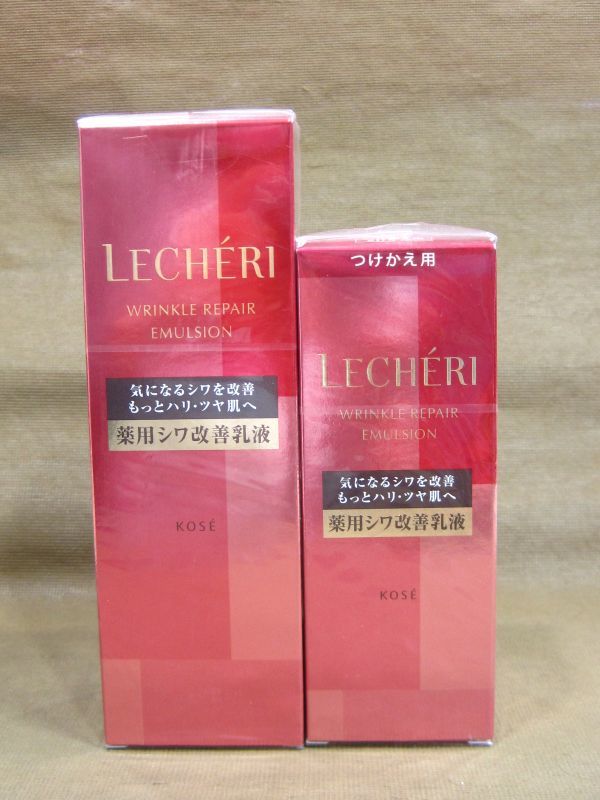 LECHÉRI
WRINKLE REPAIR
EMULSION
気になるシワを改善
もっとハリ・ツヤ肌へ
薬用シワ改善乳液
KOSÉ
つけかえ用
LECHÉRI
WRINKLE REPAIR
EMULSION
気になるシワを改善
もっとハリ・ツヤ肌へ
薬用シワ改善乳液
KOSÉ